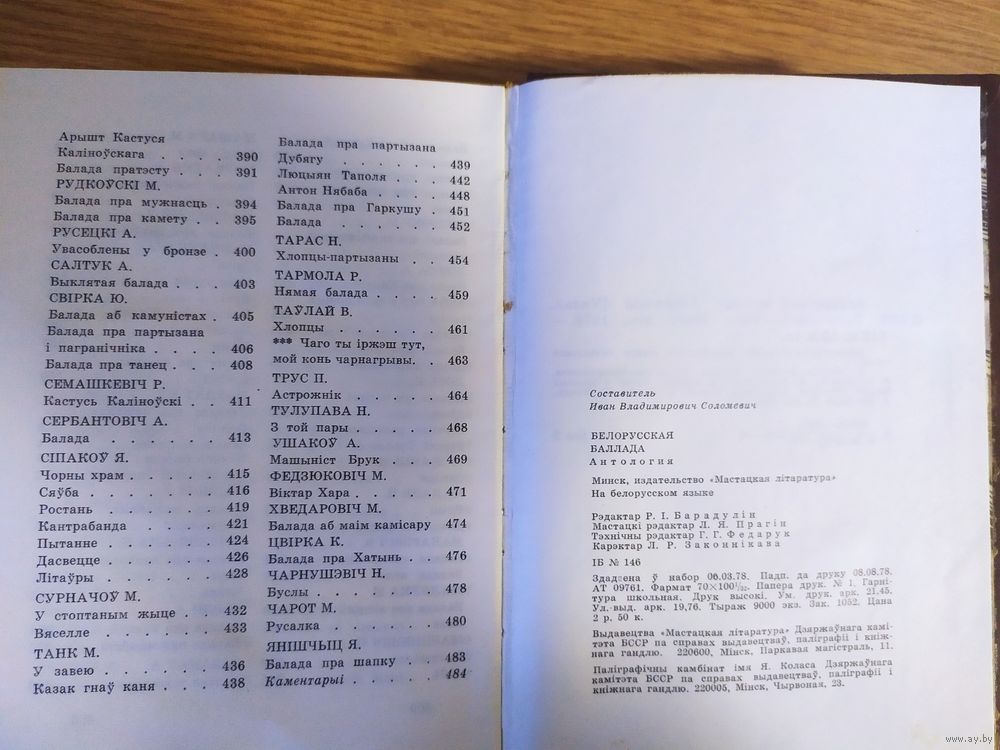 Арышт Кастуся
Каліноўскага . . . . 390
Балада пратэсту . . . 391
РУДКОЎСКІ М.
Балада пра мужнасць . 394
Балада пра камету . . 395
РУСЕЦКІ А.
Увасоблены у бронзе . 400
САЛТУК А.
Выклятая балада . . . 403
СВІРКА Ю.
Балада аб камуністах . 405
Балада пра партызана
і пагранічніка . . . . 406
Балада пра танец . . . 408
СЕМАШКЕВІЧ Р.
Кастусь Каліноўскі . . 411
СЕРБАНТОВІЧ А.
Балада . . . . . . 413
СІПАКОЎ Я.
Чорны храм . . . . . 415
Сяўба . . . . . . . 416
Ростань . . . . . . 419
Кантрабанда . . . . 421
Пытанне . . . . . . 424
Дасвецце . . . . . . 426
Літаўры . . . . . . 428
СУРНАЧОЎ М.
У стоптаным жыце . . 432
Вяселле . . . . . . 433
ТАНК М.
У завею . . . . . . 436
Казак гнаў каня . . . 438
Балада пра партызана
Дубягу . . . . . . 439
Люцыян Таполя . . . 442
Антон Нябаба . . . . 448
Балада пра Гаркушу . 451
Балада . . . . . . 452
ТАРАС Н.
Хлопцы-партызаны . . 454
ТАРМОЛА Р.
Нямая балада . . . . 459
ТАЎЛАЙ В.
Хлопцы . . . . . . 461
*** Чаго ты іржэш тут,
мой конь чарнагрывы. . 463
ТРУС П.
Астрожнік . . . . . 464
ТУЛУПАВА Н.
З той пары . . . . . 468
УШАКОЎ А.
Машыніст Брук . . . 469
ФЕДЗЮКОВІЧ М.
Віктар Хара . . . . . 471
ХВЕДАРОВІЧ М.
Балада аб маім камісару 474
ЦВІРКА К.
Балада пра Хатынь . . 476
ЧАРНУШЭВІЧ Н.
Буслы . . . . . . . 478
ЧАРОТ М.
Русалка . . . . . . 480
ЯНІШЧЫЦ Я.
Балада пра шапку . . 483
Каментарыі . . . . . 484
Составитель
Иван Владимирович Соломевич
БЕЛОРУССКАЯ
БАЛЛАДА
Антология
Минск, издательство «Мастацкая літаратура»
На белорусском языке
Рэдактар Р. І. Барадулін
Мастацкі рэдактар Л. Я. Прагін
Тэхнічны рэдактар Г. Г. Федарук
Карэктар Л. Р. Законнікава
ІБ № 146
Здадзена ў набор 06.03.78. Падп. да друку 08.08.78.
АТ 09761. Фармат 70×100¹/₃₂. Папера друк. № 1. Гарні-
тура школьная. Друк высокі. Ум. друк. арк. 21.45.
Ул.-выд. арк. 19,76. Тыраж 9000 экз. Зак. 1052. Цана
2 р. 50 к.
Выдавецтва «Мастацкая літаратура» Дзяржаўнага камі-
тэта БССР па справах выдавецтваў, паліграфіі і кніж-
нага гандлю. 220600, Мінск, Паркавая магістраль, 11.
Паліграфічны камбінат імя Я. Коласа Дзяржаўнага
камітэта БССР па справах выдавецтваў, паліграфіі і
кніжнага гандлю. 220005, Мінск, Чырвоная, 23.
www.ay.by